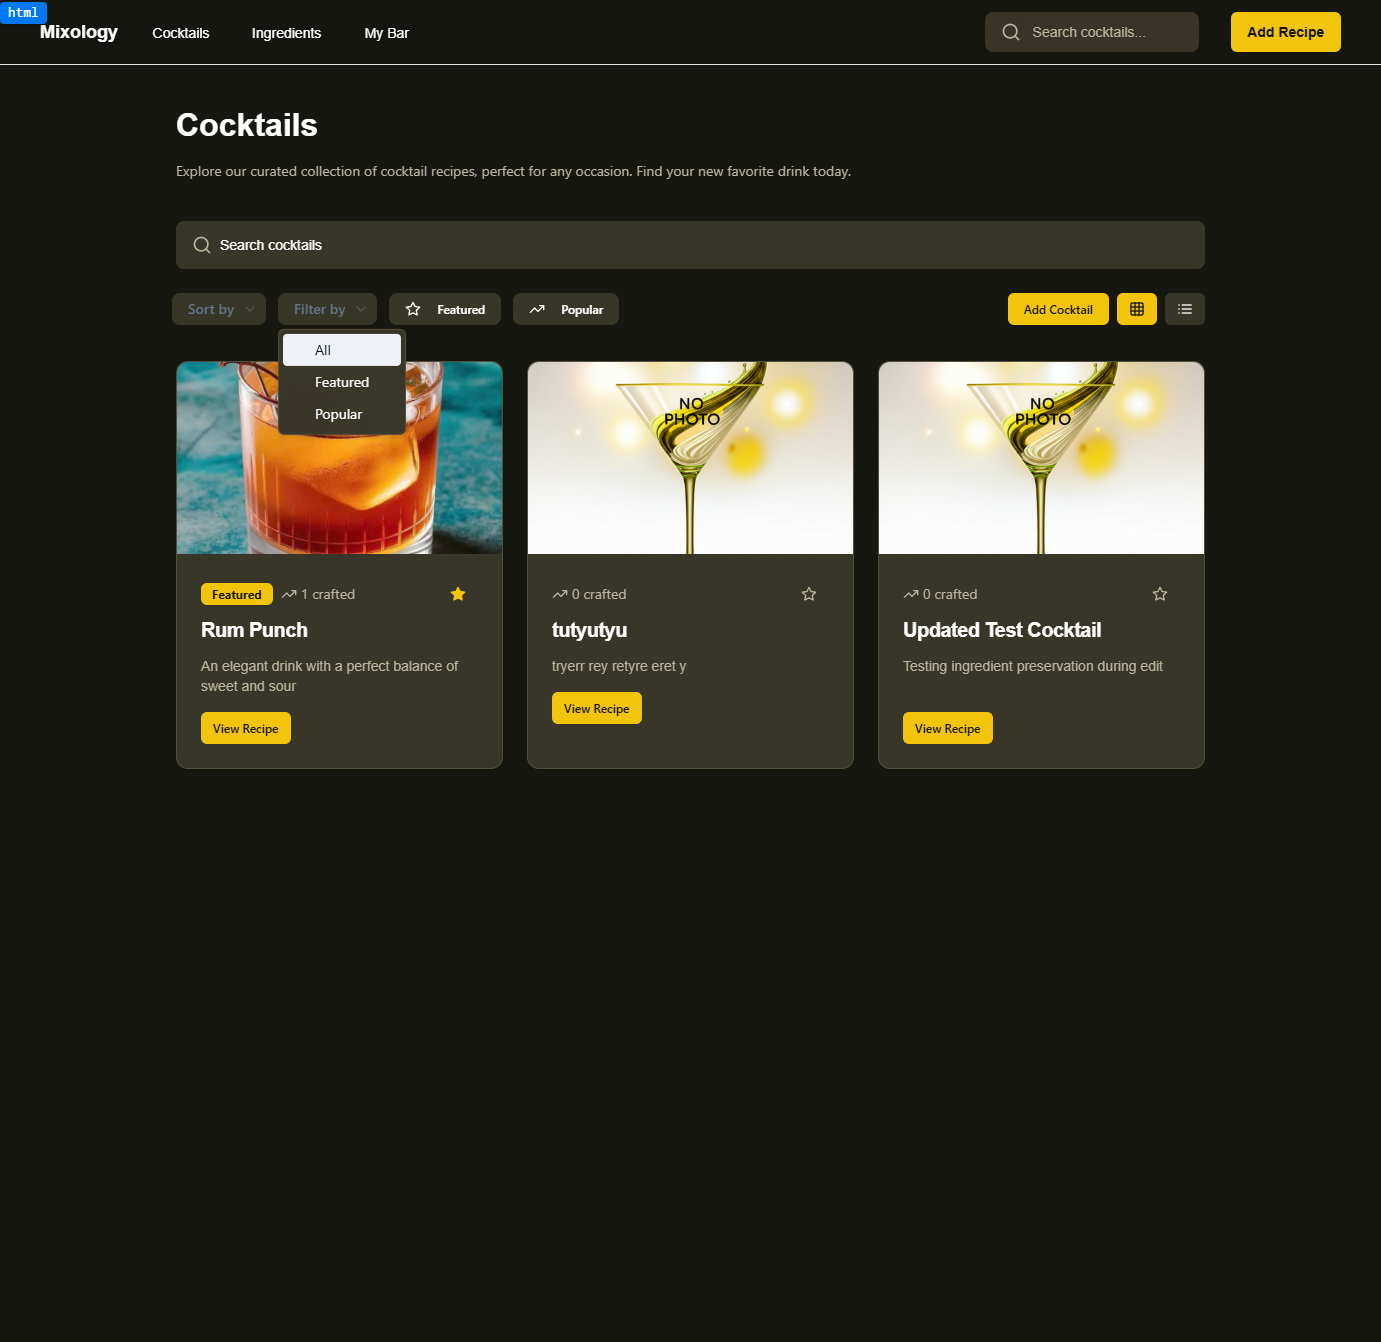 html
Mixology
Cocktails
Ingredients
My Bar
Search cocktails...
Add Recipe
Cocktails
Explore our curated collection of cocktail recipes, perfect for any occasion. Find your new favorite drink today.
Search cocktails
Sort by
Filter by
Featured
Popular
Add Cocktail
All
Featured
Popular
NO
PHOTO
NO
PHOTO
Featured
1 crafted
Rum Punch
An elegant drink with a perfect balance of
sweet and sour
View Recipe
0 crafted
tutyutyu
tryerr rey retyre eret y
View Recipe
0 crafted
Updated Test Cocktail
Testing ingredient preservation during edit
View Recipe